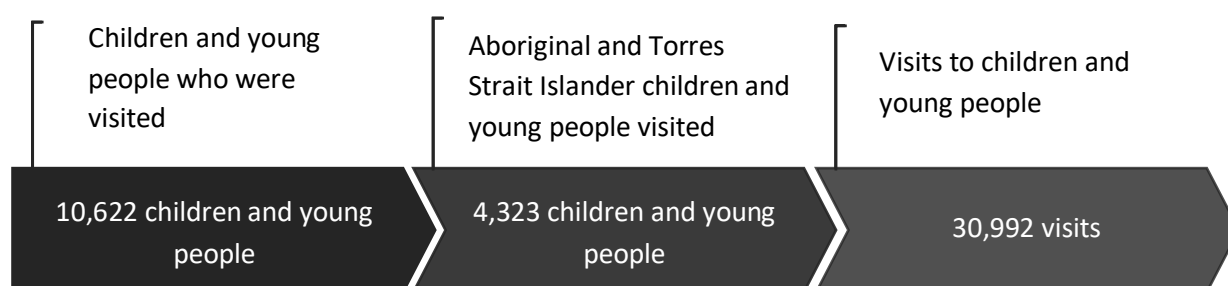 Children and young
people who were
visited
Aboriginal and Torres
Strait Islander children and
young people visited
Visits to children and
young people
10,622 children and young
people
4,323 children and young
people
30,992 visits